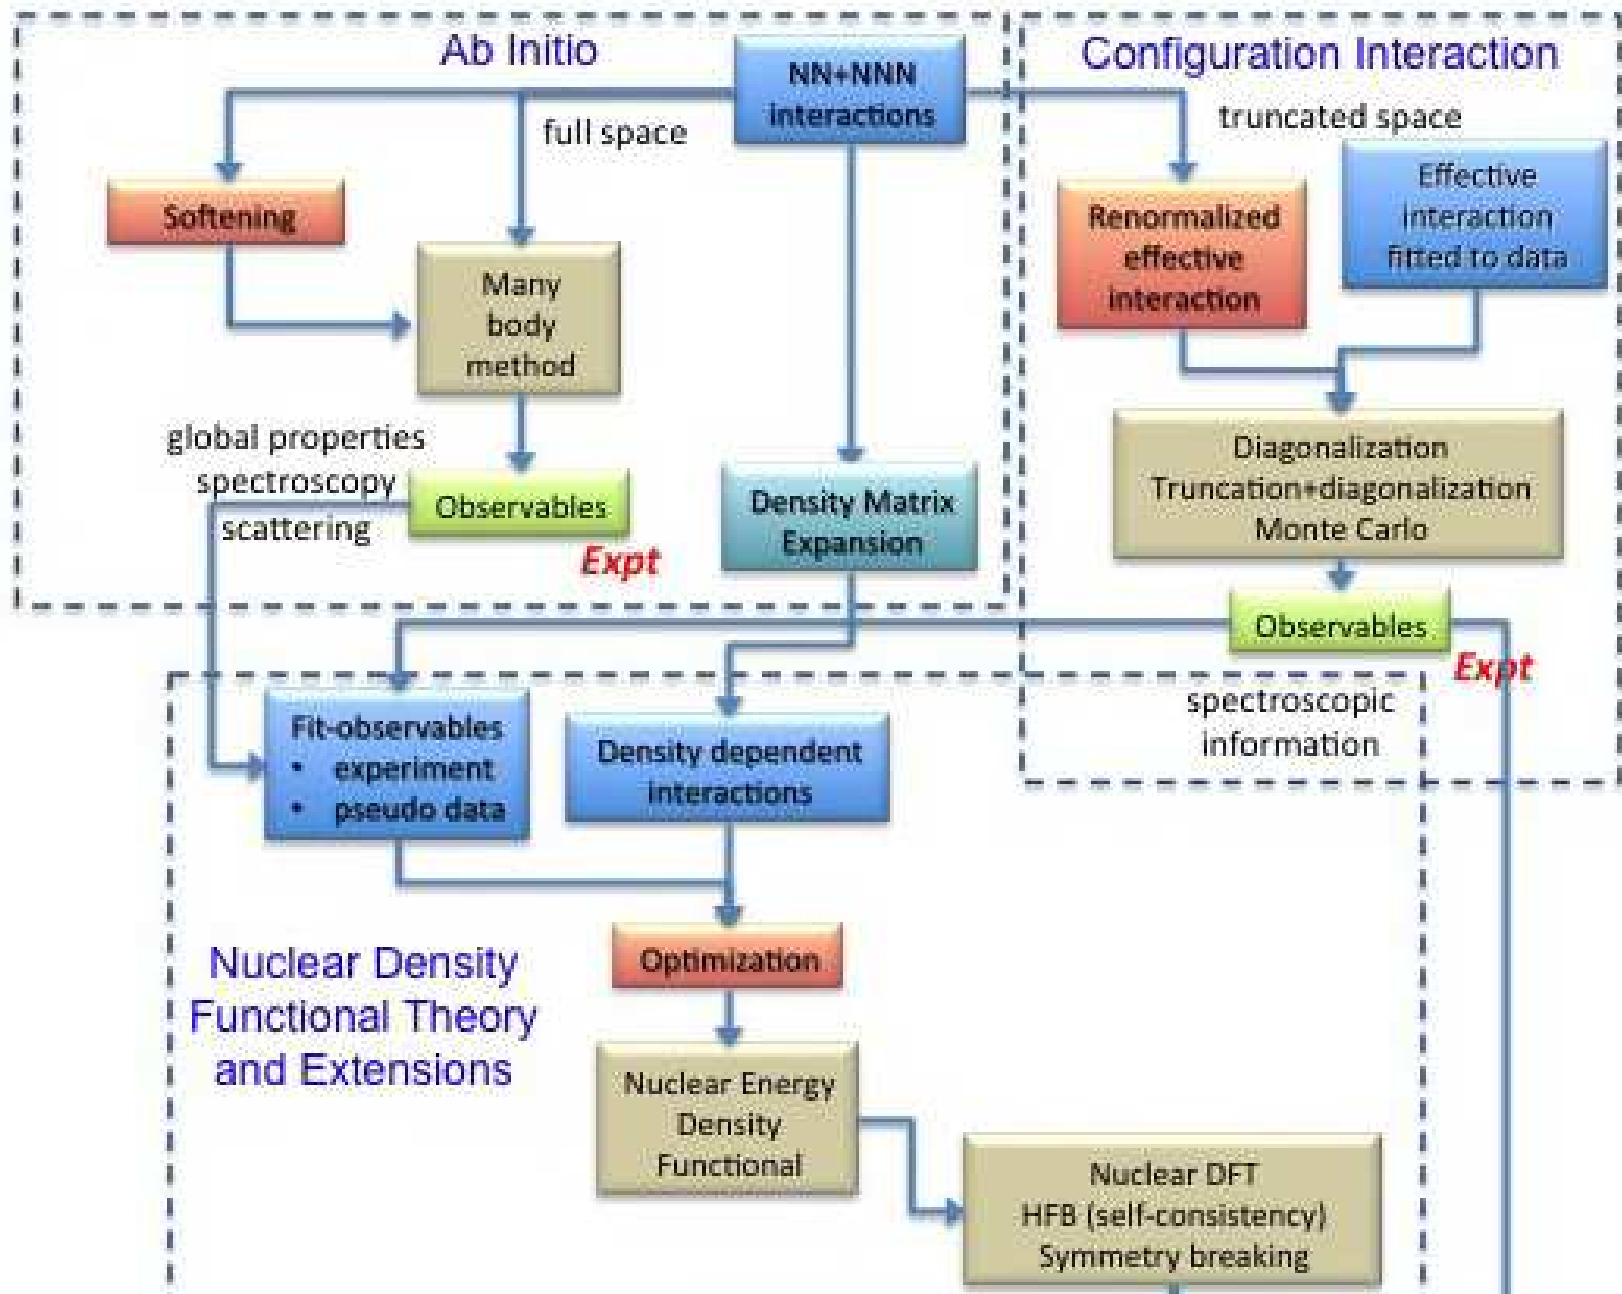 Ab Initio
NN+NNN
interactions
full space
Softening
Many
body
method
global properties
spectroscopy
scattering
Observables
Expt
Density Matrix
Expansion
Configuration Interaction
truncated space
Renormalized
effective
interaction
Effective
interaction
fitted to data
Diagonalization
Truncation+diagonalization
Monte Carlo
Observables
Expt
spectroscopic
information
Fit-observables
• experiment
• pseudo data
Density dependent
interactions
Optimization
Nuclear Density
Functional Theory
and Extensions
Nuclear Energy
Density
Functional
Nuclear DFT
HFB (self-consistency)
Symmetry breaking